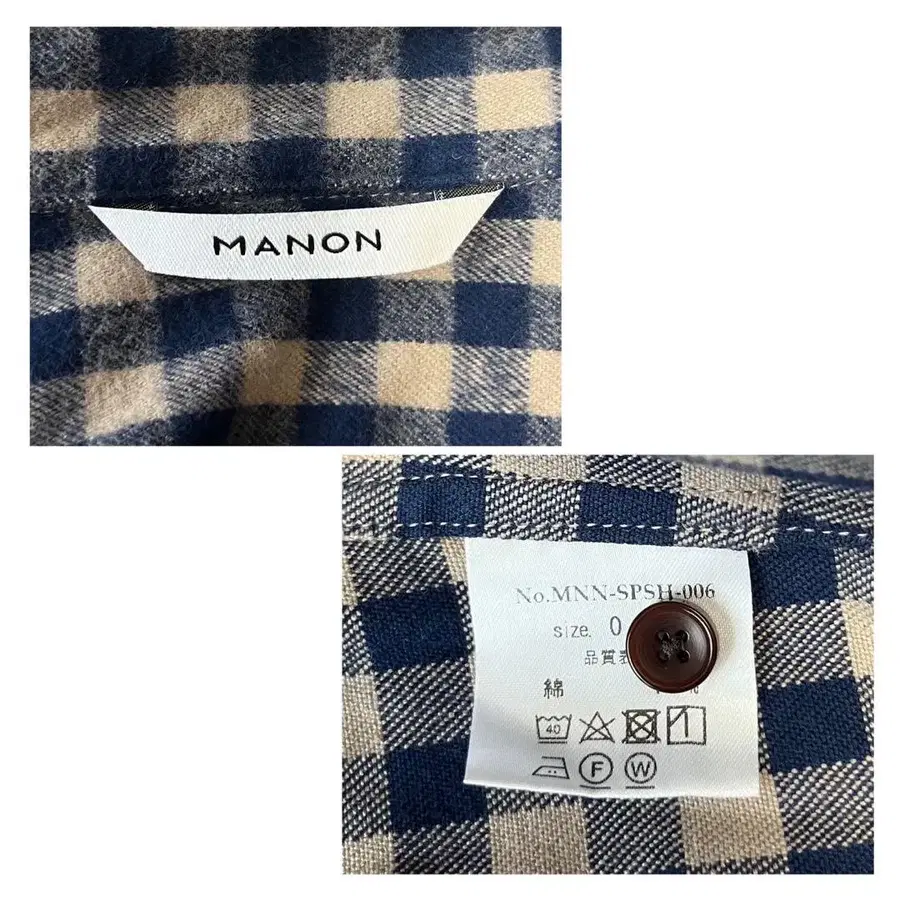 MANON
No.MNN-SPSH-006
size. 0
品質表
綿
40
F
W